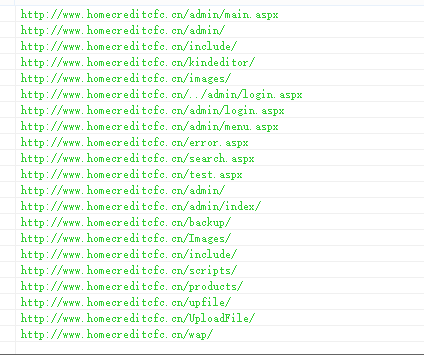 http://www.homecreditcfc.cn/admin/main.aspx
http://www.homecreditcfc.cn/admin/
http://www.homecreditcfc.cn/include/
http://www.homecreditcfc.cn/kindeditor/
http://www.homecreditcfc.cn/images/
http://www.homecreditcfc.cn/../admin/login.aspx
http://www.homecreditcfc.cn/admin/login.aspx
http://www.homecreditcfc.cn/admin/menu.aspx
http://www.homecreditcfc.cn/error.aspx
http://www.homecreditcfc.cn/search.aspx
http://www.homecreditcfc.cn/test.aspx
http://www.homecreditcfc.cn/admin/
http://www.homecreditcfc.cn/admin/index/
http://www.homecreditcfc.cn/backup/
http://www.homecreditcfc.cn/Images/
http://www.homecreditcfc.cn/include/
http://www.homecreditcfc.cn/scripts/
http://www.homecreditcfc.cn/products/
http://www.homecreditcfc.cn/upfile/
http://www.homecreditcfc.cn/UploadFile/
http://www.homecreditcfc.cn/wap/